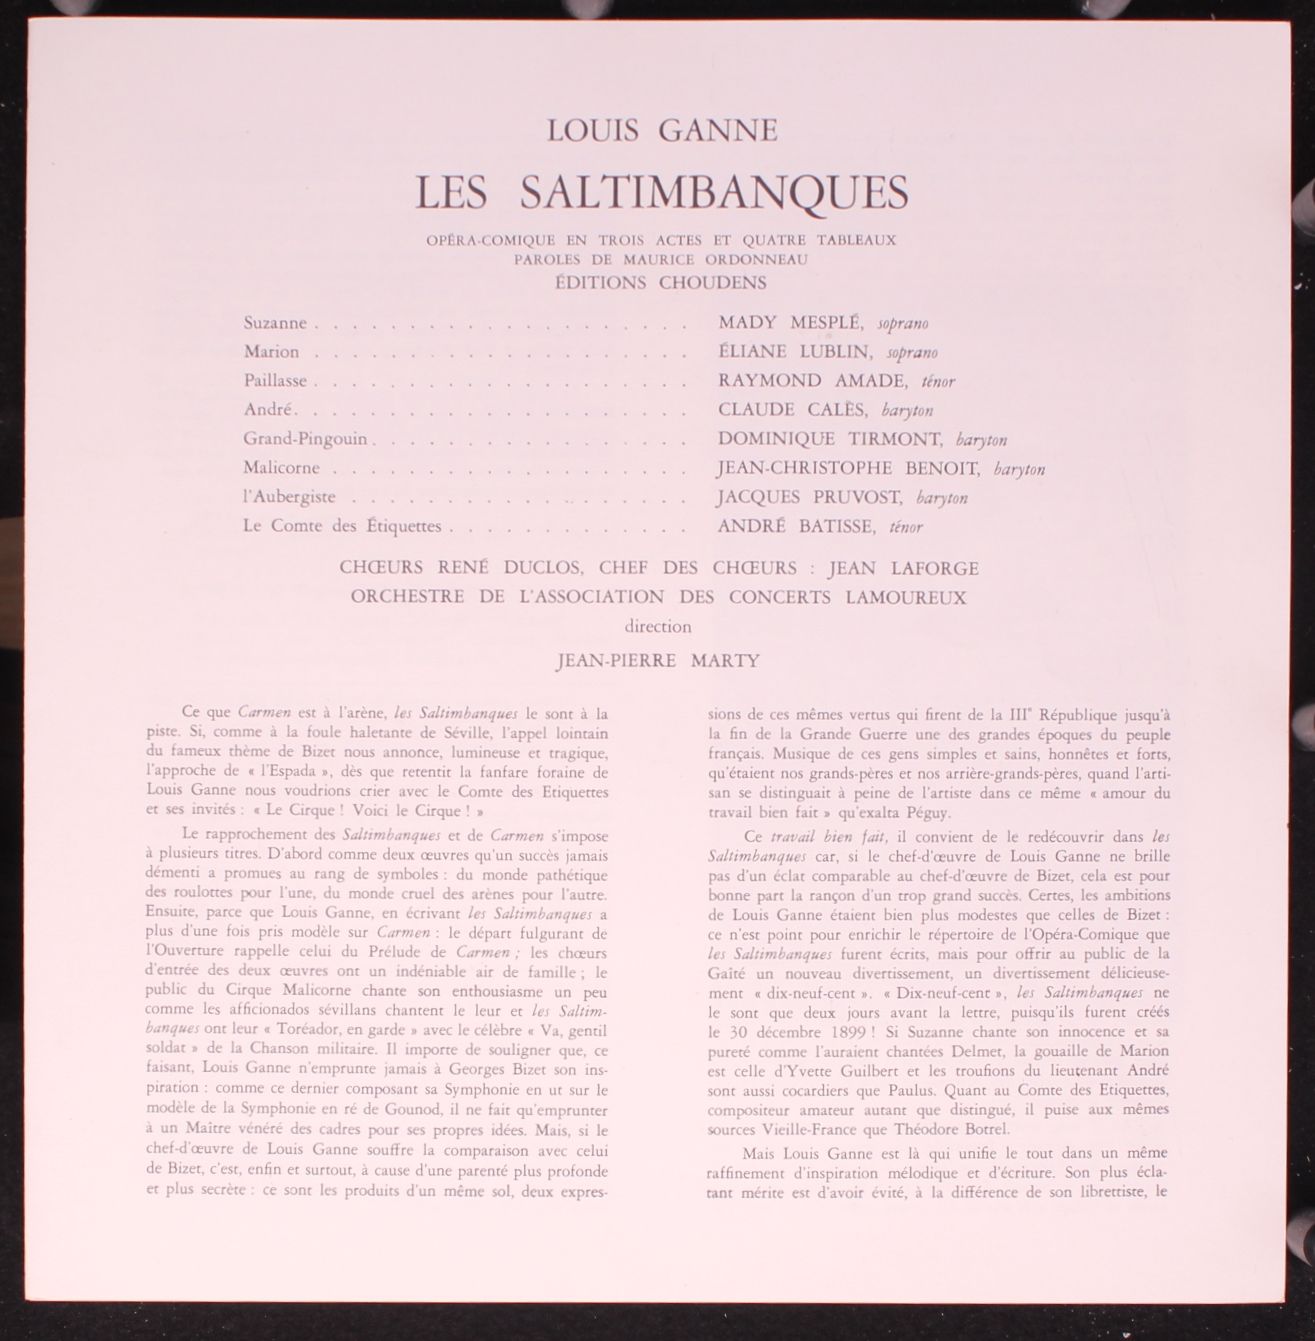 LOUIS GANNE
LES SALTIMBANQUES
OPÉRA-COMIQUE EN TROIS ACTES ET QUATRE TABLEAUX
PAROLES DE MAURICE ORDONNEAU
ÉDITIONS CHOUDENS
Suzanne . . . . . . . . . . . . . . . . . . . . MADY MESPLÉ, soprano
Marion . . . . . . . . . . . . . . . . . . . . ÉLIANE LUBLIN, soprano
Paillasse . . . . . . . . . . . . . . . . . . . . RAYMOND AMADE, ténor
André. . . . . . . . . . . . . . . . . . . . . CLAUDE CALÈS, baryton
Grand-Pingouin . . . . . . . . . . . . . . . . . DOMINIQUE TIRMONT, baryton
Malicorne . . . . . . . . . . . . . . . . . . . JEAN-CHRISTOPHE BENOIT, baryton
l'Aubergiste . . . . . . . . . . . . . . . . . . JACQUES PRUVOST, baryton
Le Comte des Étiquettes . . . . . . . . . . . . . ANDRÉ BATISSE, ténor
CHŒURS RENÉ DUCLOS, CHEF DES CHŒURS : JEAN LAFORGE
ORCHESTRE DE L'ASSOCIATION DES CONCERTS LAMOUREUX
direction
JEAN-PIERRE MARTY
Ce que Carmen est à l'arène, les Saltimbanques le sont à la
piste. Si, comme à la foule haletante de Séville, l'appel lointain
du fameux thème de Bizet nous annonce, lumineuse et tragique,
l'approche de « l'Espada », dès que retentit la fanfare foraine de
Louis Ganne nous voudrions crier avec le Comte des Etiquettes
et ses invités : « Le Cirque ! Voici le Cirque ! »
Le rapprochement des Saltimbanques et de Carmen s'impose
à plusieurs titres. D'abord comme deux œuvres qu'un succès jamais
démenti a promues au rang de symboles : du monde pathétique
des roulottes pour l'une, du monde cruel des arènes pour l'autre.
Ensuite, parce que Louis Ganne, en écrivant les Saltimbanques a
plus d'une fois pris modèle sur Carmen : le départ fulgurant de
l'Ouverture rappelle celui du Prélude de Carmen ; les chœurs
d'entrée des deux œuvres ont un indéniable air de famille ; le
public du Cirque Malicorne chante son enthousiasme un peu
comme les afficionados sévillans chantent le leur et les Saltim-
banques ont leur « Toréador, en garde » avec le célèbre « Va, gentil
soldat » de la Chanson militaire. Il importe de souligner que, ce
faisant, Louis Ganne n'emprunte jamais à Georges Bizet son ins-
piration : comme ce dernier composant sa Symphonie en ut sur le
modèle de la Symphonie en ré de Gounod, il ne fait qu'emprunter
à un Maître vénéré des cadres pour ses propres idées. Mais, si le
chef-d'œuvre de Louis Ganne souffre la comparaison avec celui
de Bizet, c'est, enfin et surtout, à cause d'une parenté plus profonde
et plus secrète : ce sont les produits d'un même sol, deux expres-
sions de ces mêmes vertus qui firent de la IIIe République jusqu'à
la fin de la Grande Guerre une des grandes époques du peuple
français. Musique de ces gens simples et sains, honnêtes et forts,
qu'étaient nos grands-pères et nos arrière-grands-pères, quand l'arti-
san se distinguait à peine de l'artiste dans ce même « amour du
travail bien fait » qu'exalta Péguy.
Ce travail bien fait, il convient de le redécouvrir dans les
Saltimbanques car, si le chef-d'œuvre de Louis Ganne ne brille
pas d'un éclat comparable au chef-d'œuvre de Bizet, cela est pour
bonne part la rançon d'un trop grand succès. Certes, les ambitions
de Louis Ganne étaient bien plus modestes que celles de Bizet :
ce n'est point pour enrichir le répertoire de l'Opéra-Comique que
les Saltimbanques furent écrits, mais pour offrir au public de la
Gaîté un nouveau divertissement, un divertissement délicieuse-
ment « dix-neuf-cent ». « Dix-neuf-cent », les Saltimbanques ne
le sont que deux jours avant la lettre, puisqu'ils furent créés
le 30 décembre 1899 ! Si Suzanne chante son innocence et sa
pureté comme l'auraient chantées Delmet, la gouaille de Marion
est celle d'Yvette Guilbert et les troufions du lieutenant André
sont aussi cocardiers que Paulus. Quant au Comte des Etiquettes,
compositeur amateur autant que distingué, il puise aux mêmes
sources Vieille-France que Théodore Botrel.
Mais Louis Ganne est là qui unifie le tout dans un même
raffinement d'inspiration mélodique et d'écriture. Son plus écla-
tant mérite est d'avoir évité, à la différence de son librettiste, le